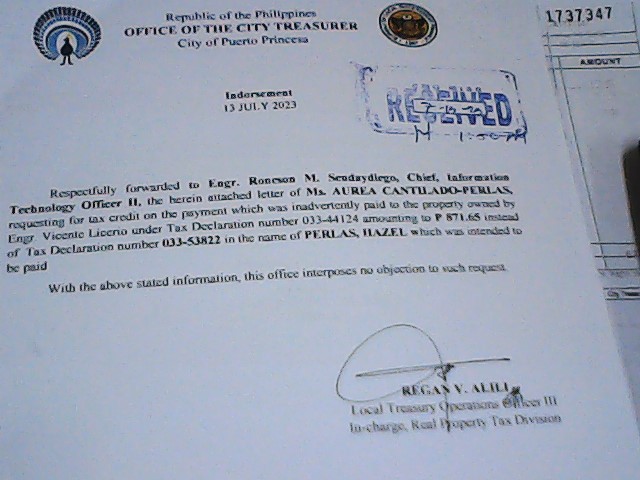 Republic of the Philippines
OFFICE OF THE CITY TREASURER
City of Puerto Princesa
1737347
AMOUNT
Indorsement
13 JULY 2023
RECEIVED
Respectfully forwarded to Engr. Roneson M. Sendaydiego, Chief, Information
Technology Officer II, the herein attached letter of Ms. AUREA CANTILADO-PERLAS,
requesting for tax credit on the payment which was inadvertently paid to the property owned by
Engr. Vicente Licerio under Tax Declaration number 033-44124 amounting to P 871.65 instead
of Tax Declaration number 033-53822 in the name of PERLAS, HAZEL which was intended to
be paid
With the above stated information, this office interposes no objection to such request.
REGAN V. ALILI
Local Treasury Operations Officer III
In-charge, Real Property Tax Division